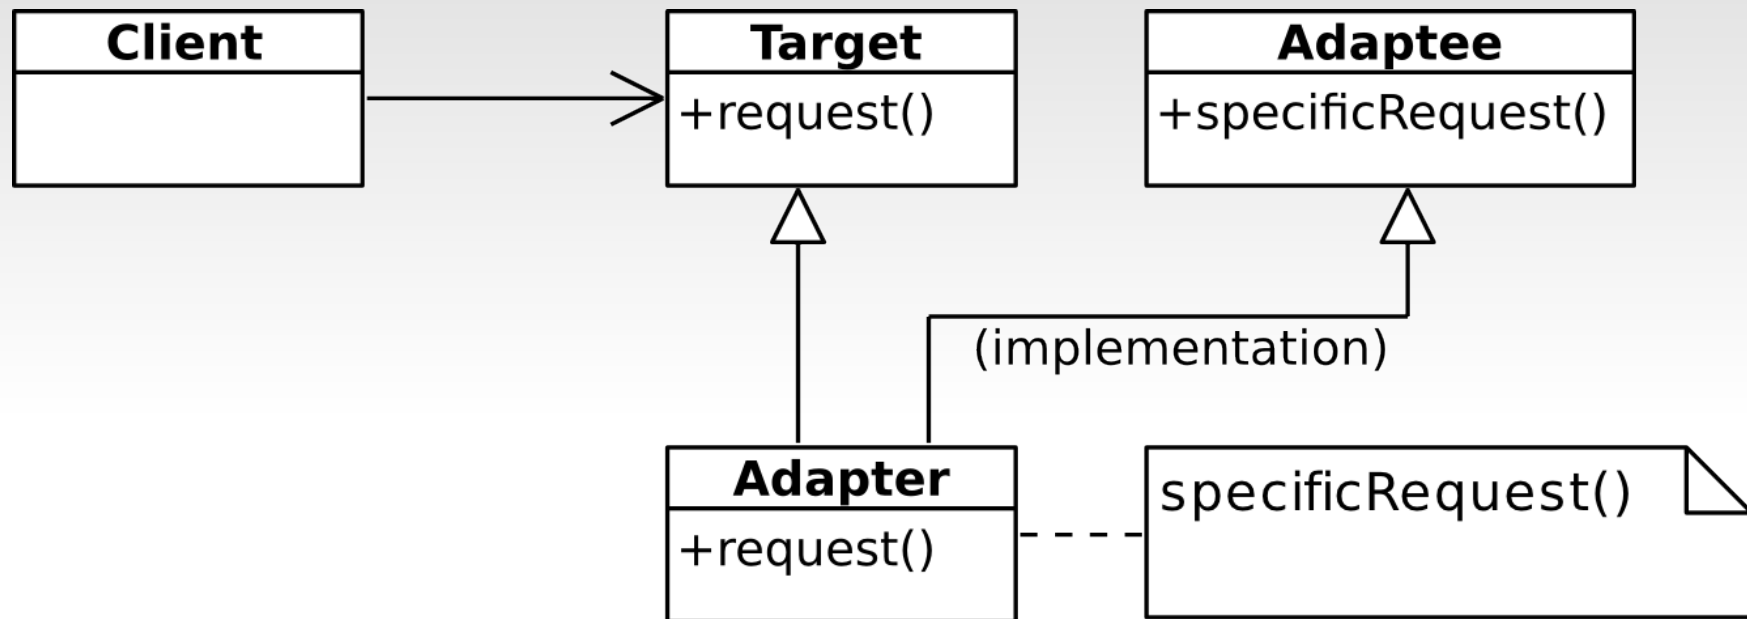 Client
Target
+request()
Adaptee
+specificRequest()
(implementation)
Adapter
+request()
specificRequest()